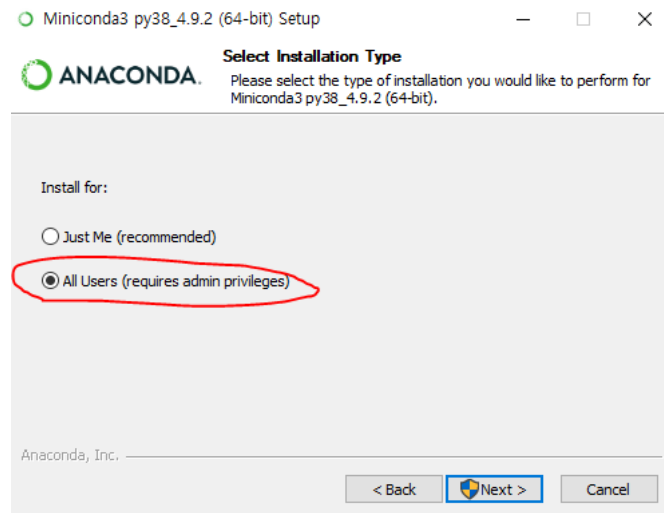 Miniconda3 py38_4.9.2 (64-bit) Setup
ANACONDA.
Select Installation Type
Please select the type of installation you would like to perform for
Miniconda3 py38_4.9.2 (64-bit).
Install for:
Just Me (recommended)
All Users (requires admin privileges)
Anaconda, Inc.
< Back
Next >
Cancel